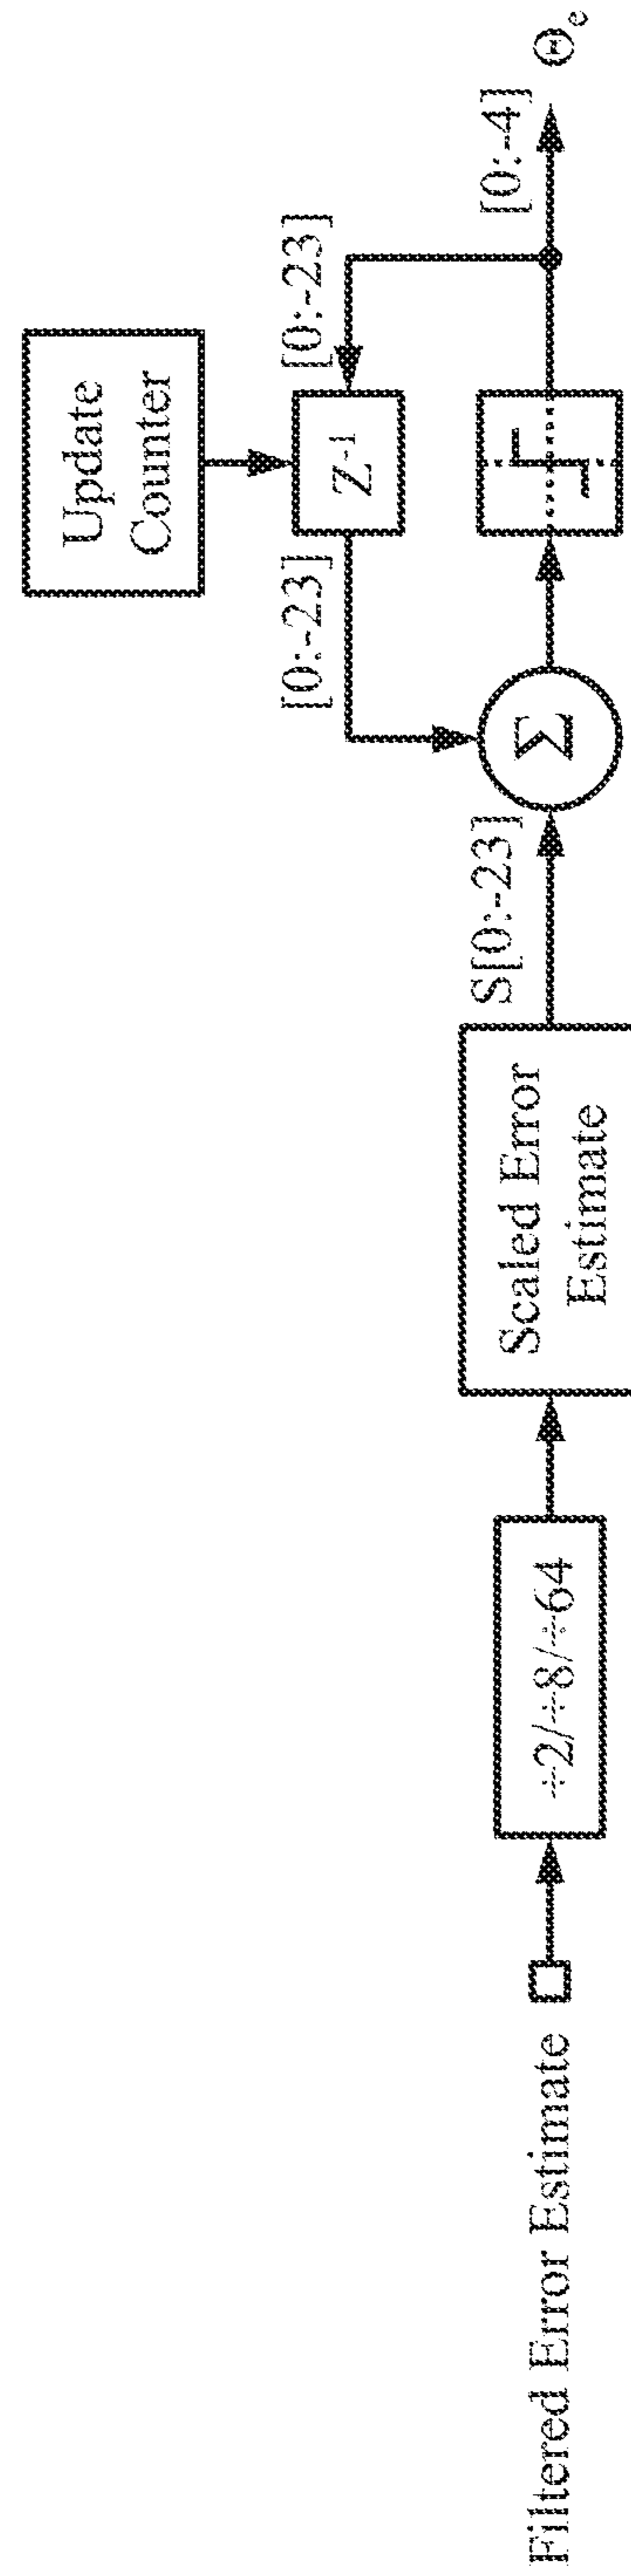 Update
Counter
[0:-23]
Z⁻¹
[0:-23]
Filtered Error Estimate
÷2/÷8/÷64
Scaled Error
Estimate
S[0:-23]
Σ
[0:-4]
Θe